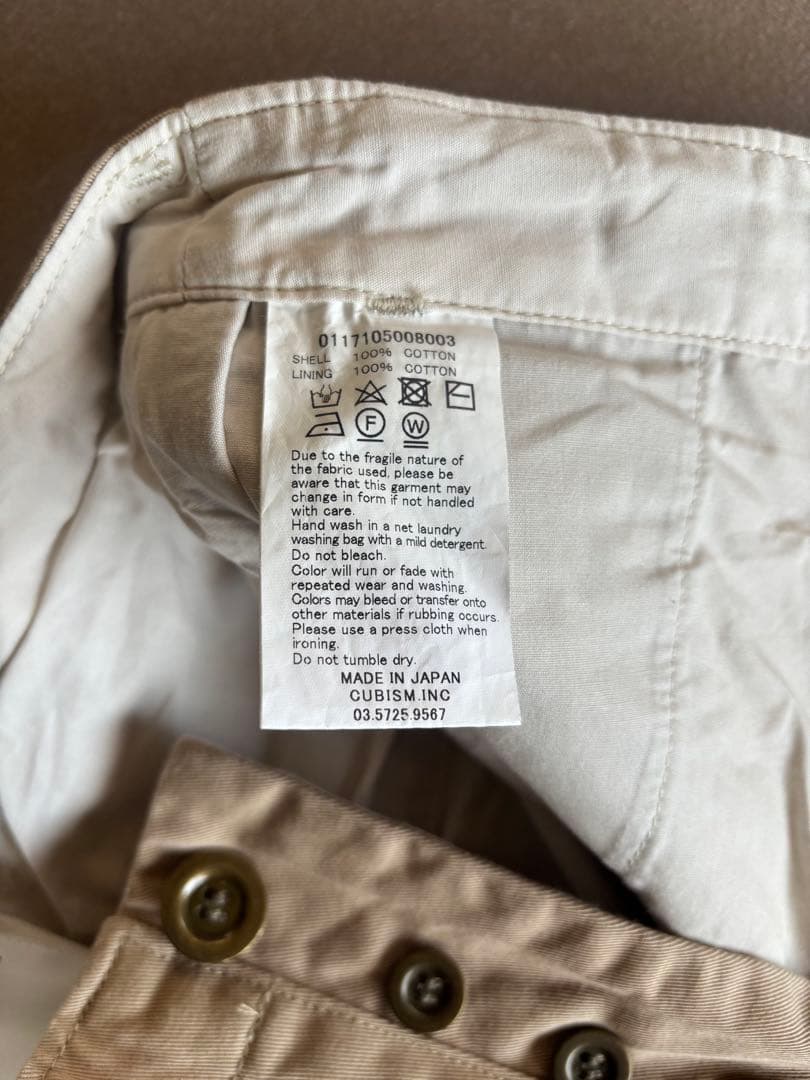 0117105008003
SHELL 100% COTTON
LINING 100% COTTON
F W
Due to the fragile nature of
the fabric used, please be
aware that this garment may
change in form if not handled
with care.
Hand wash in a net laundry
washing bag with a mild detergent.
Do not bleach.
Color will run or fade with
repeated wear and washing.
Colors may bleed or transfer onto
other materials if rubbing occurs.
Please use a press cloth when
ironing.
Do not tumble dry.
MADE IN JAPAN
CUBISM.INC
03.5725.9567